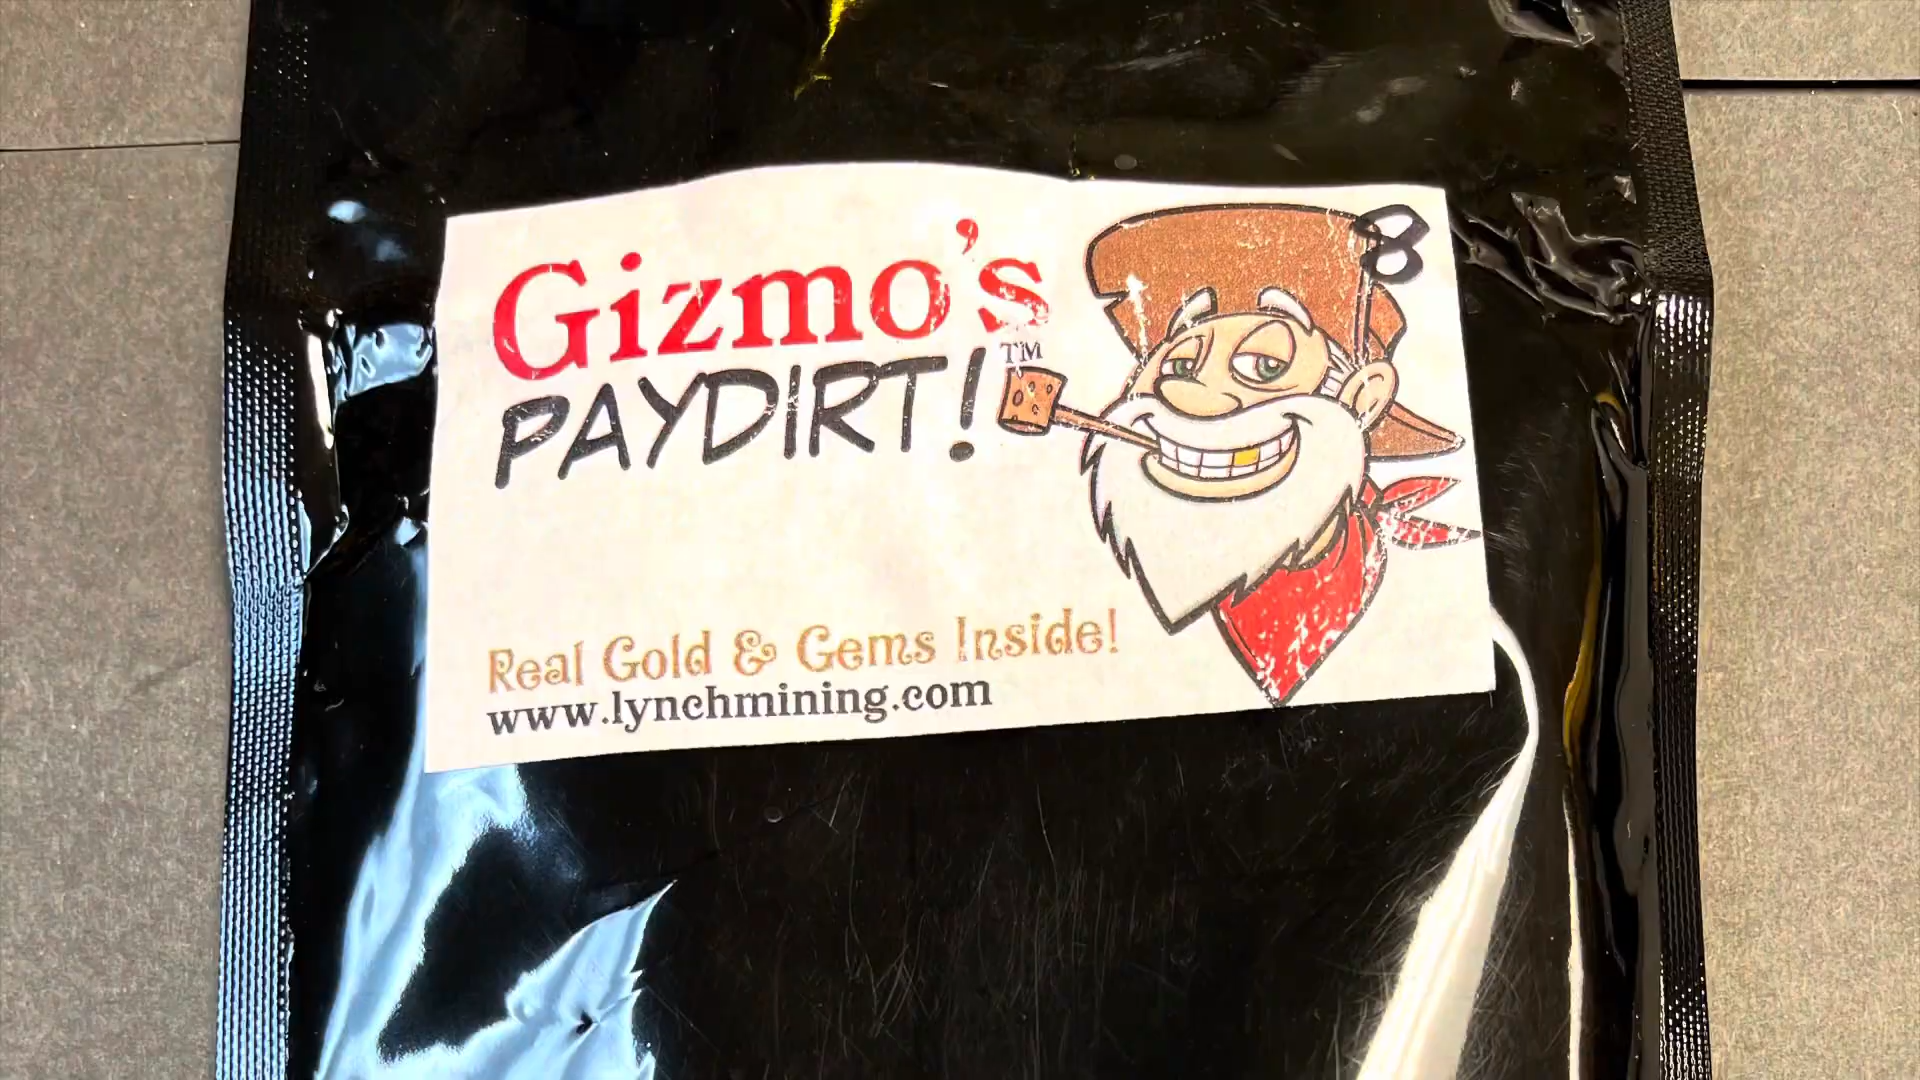 Gizmo's
PAYDIRT!™
8
Real Gold & Gems Inside!
www.lynchmining.com